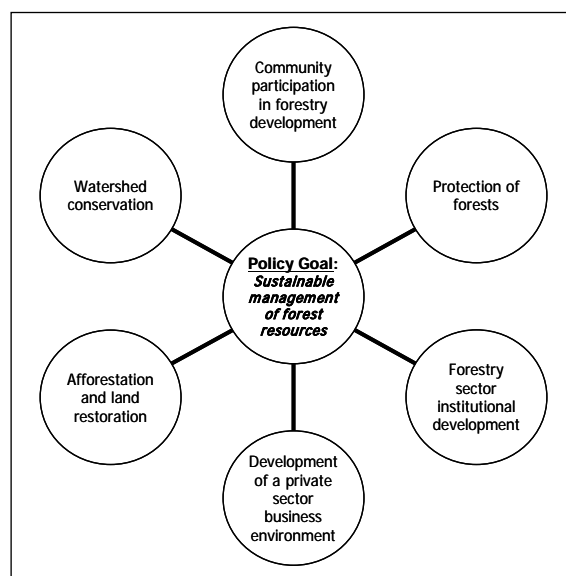 Community
participation
in forestry
development
Watershed
conservation
Protection of
forests
Policy Goal:
Sustainable
management
of forest
resources
Afforestation
and land
restoration
Forestry
sector
institutional
development
Development
of a private
sector
business
environment